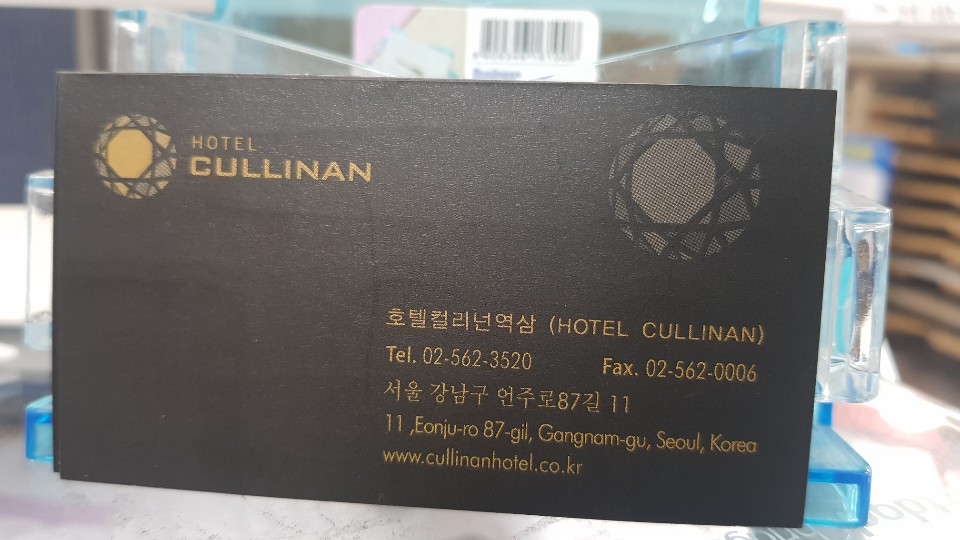 HOTEL
CULLINAN
호텔컬리넌역삼 (HOTEL CULLINAN)
Tel. 02-562-3520 Fax. 02-562-0006
서울 강남구 언주로87길 11
11 ,Eonju-ro 87-gil, Gangnam-gu, Seoul, Korea
www.cullinanhotel.co.kr